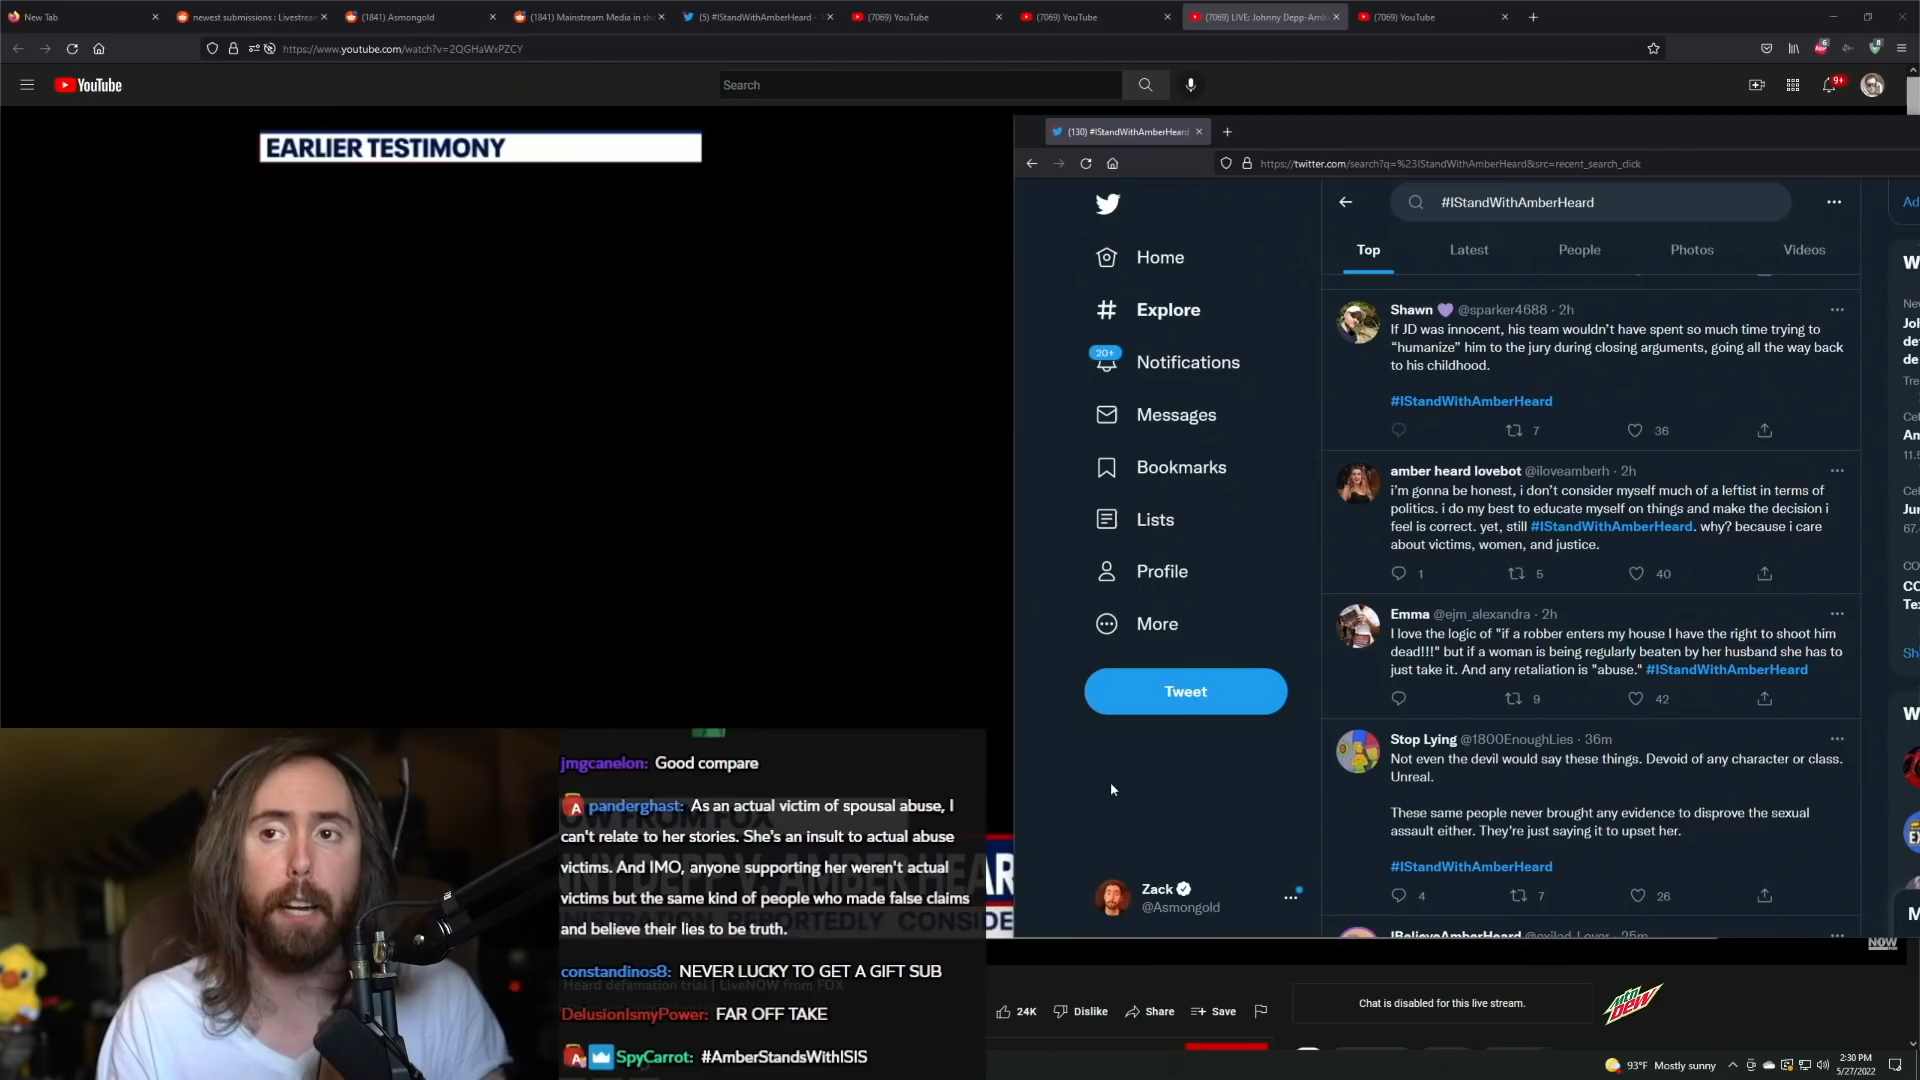 New Tab
newest submissions : Livestream
(1841) Asmongold
(1841) Mainstream Media in sh
(5) #IStandWithAmberHeard - T
(7069) YouTube
(7069) YouTube
(7069) LIVE: Johnny Depp-Amb
(7069) YouTube
https://www.youtube.com/watch?v=2QGHaWxPZCY
6
8
YouTube
Search
9+
EARLIER TESTIMONY
(130) #IStandWithAmberHeard
https://twitter.com/search?q=%23IStandWithAmberHeard&src=recent_search_click
#IStandWithAmberHeard
Top
Latest
People
Photos
Videos
Home
Explore
20+
Notifications
Messages
Bookmarks
Lists
Profile
More
Tweet
Zack
@Asmongold
Shawn 💜 @sparker4688 · 2h
If JD was innocent, his team wouldn't have spent so much time trying to
“humanize” him to the jury during closing arguments, going all the way back
to his childhood.
#IStandWithAmberHeard
7
36
amber heard lovebot @iloveamberh · 2h
i'm gonna be honest, i don't consider myself much of a leftist in terms of
politics. i do my best to educate myself on things and make the decision i
feel is correct. yet, still #IStandWithAmberHeard. why? because i care
about victims, women, and justice.
1
5
40
Emma @ejm_alexandra · 2h
I love the logic of "if a robber enters my house I have the right to shoot him
dead!!!" but if a woman is being regularly beaten by her husband she has to
just take it. And any retaliation is "abuse." #IStandWithAmberHeard
9
42
Stop Lying @1800EnoughLies · 36m
Not even the devil would say these things. Devoid of any character or class.
Unreal.
These same people never brought any evidence to disprove the sexual
assault either. They're just saying it to upset her.
#IStandWithAmberHeard
4
7
26
IBelieveAmberHeard @exiled_Lover · 25m
jmgcanelon: Good compare
panderghast: As an actual victim of spousal abuse, I
can't relate to her stories. She's an insult to actual abuse
victims. And IMO, anyone supporting her weren't actual
victims but the same kind of people who made false claims
and believe their lies to be truth.
constandinos8: NEVER LUCKY TO GET A GIFT SUB
DelusionIsmyPower: FAR OFF TAKE
SpyCarrot: #AmberStandsWithISIS
Heard defamation trial | LiveNOW from FOX
24K
Dislike
Share
Save
Chat is disabled for this live stream.
NOW
mtn
DEW
93°F Mostly sunny
2:30 PM
5/27/2022